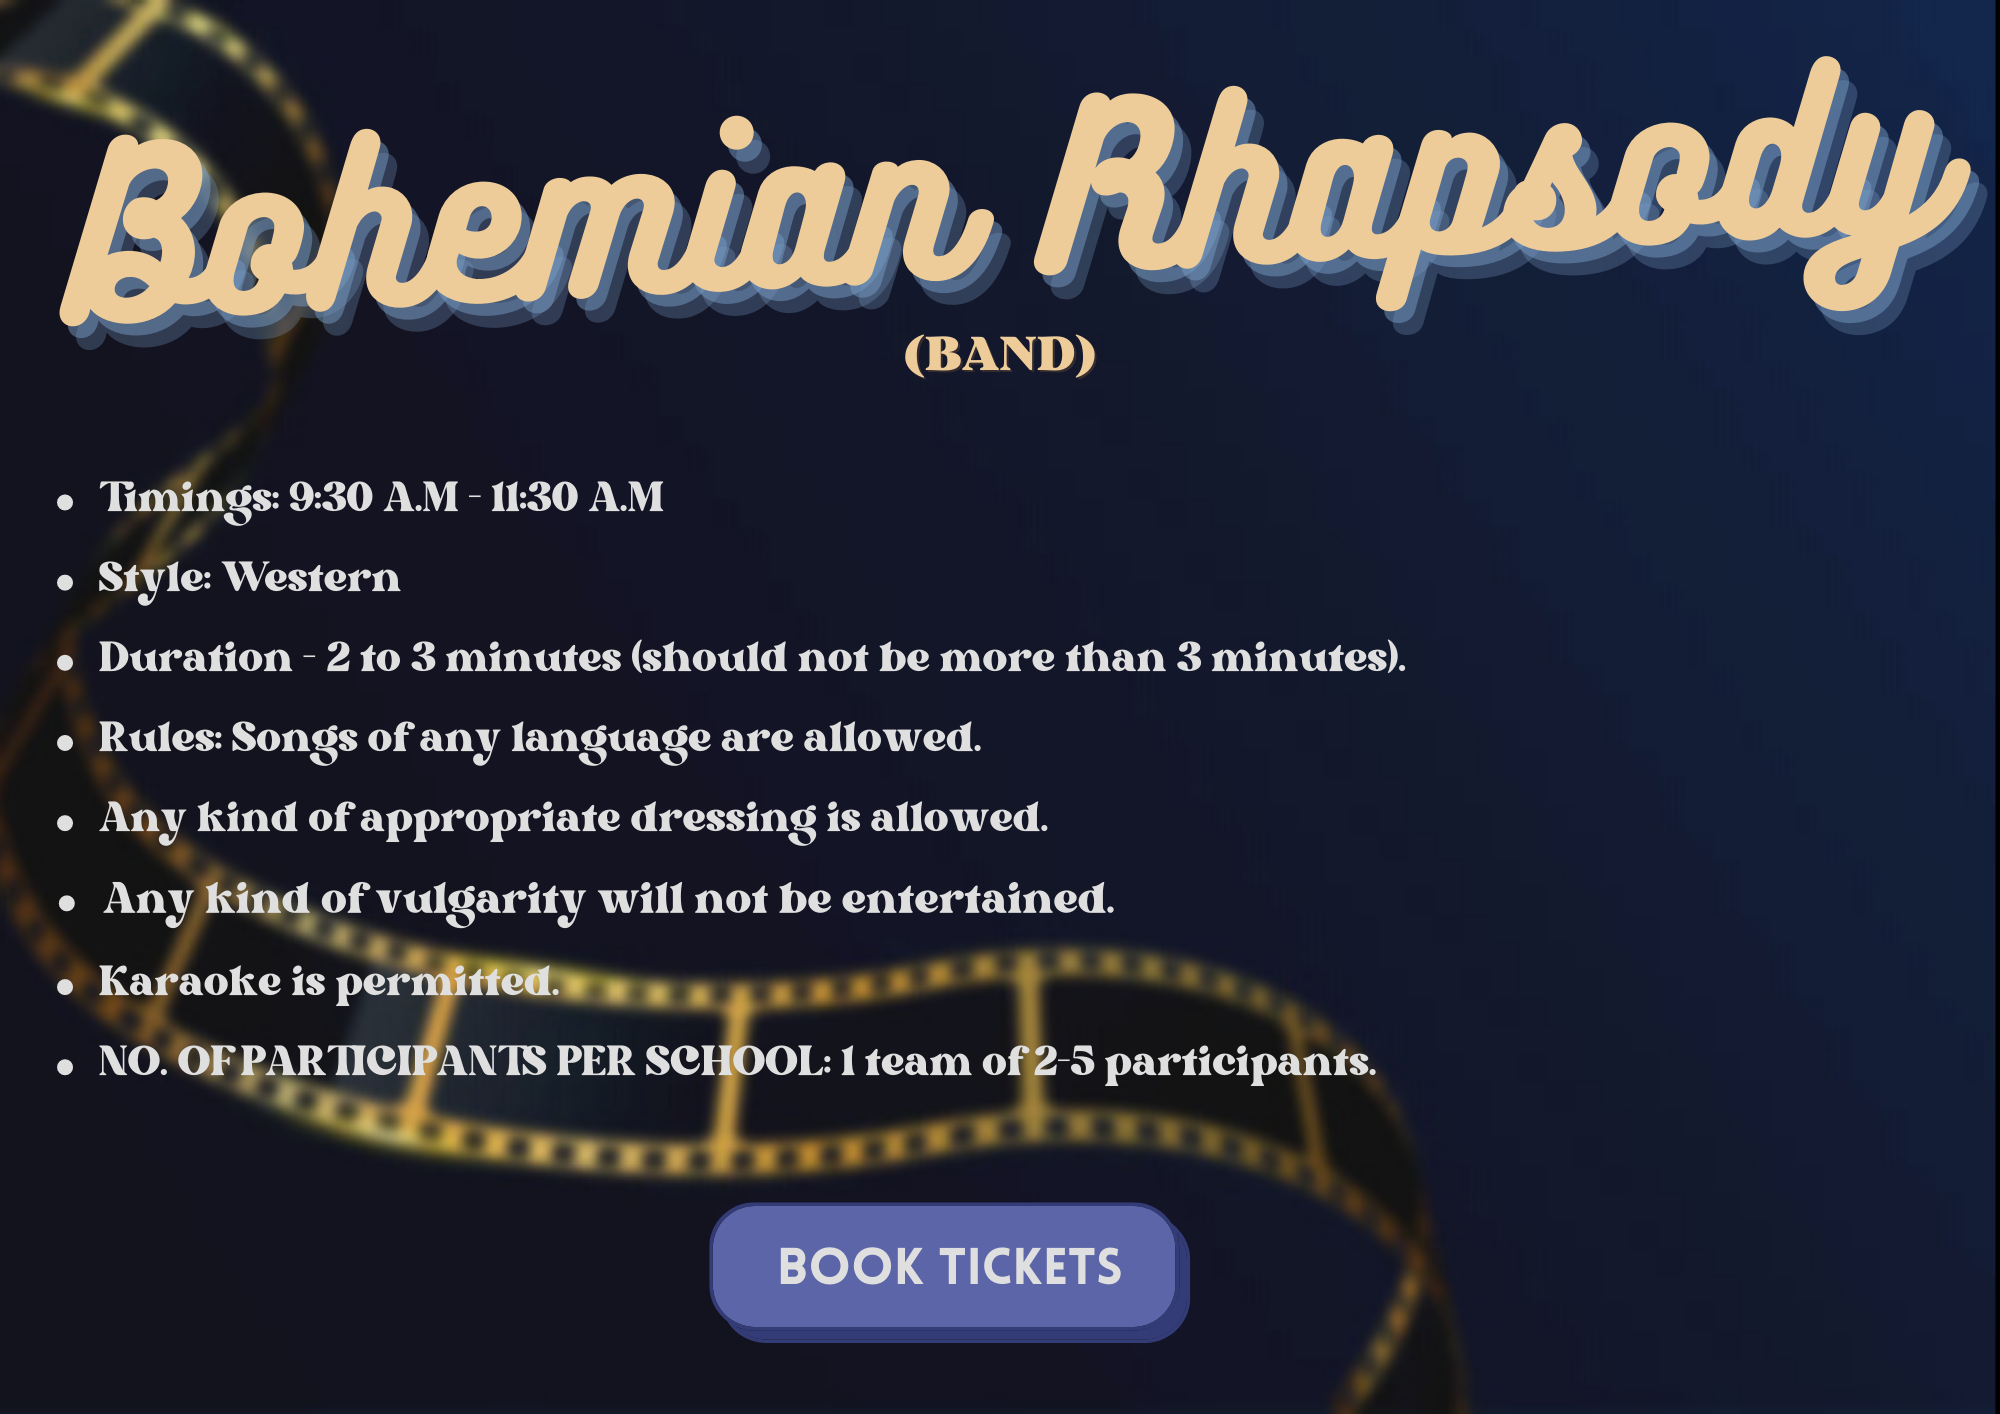 Bohemian Rhapsody
(BAND)
• Timings: 9:30 A.M - 11:30 A.M
• Style: Western
• Duration - 2 to 3 minutes (should not be more than 3 minutes).
• Rules: Songs of any language are allowed.
• Any kind of appropriate dressing is allowed.
• Any kind of vulgarity will not be entertained.
• Karaoke is permitted.
• NO. OF PARTICIPANTS PER SCHOOL: 1 team of 2-5 participants.
BOOK TICKETS